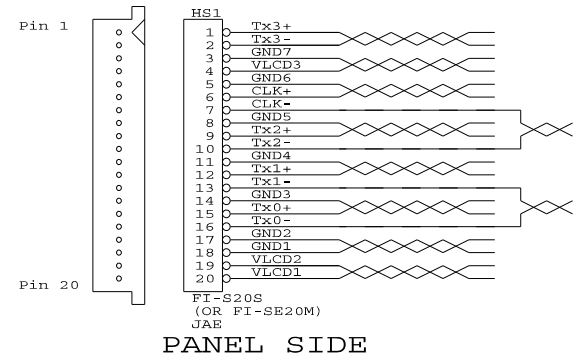 HS1
Pin 1
1 Tx3+
2 Tx3-
3 GND7
4 VLCD3
5 GND6
6 CLK+
7 CLK-
8 GND5
9 Tx2+
10 Tx2-
11 GND4
12 Tx1+
13 Tx1-
14 GND3
15 Tx0+
16 Tx0-
17 GND2
18 GND1
19 VLCD2
20 VLCD1
Pin 20
FI-S20S
(OR FI-SE20M)
JAE
PANEL SIDE